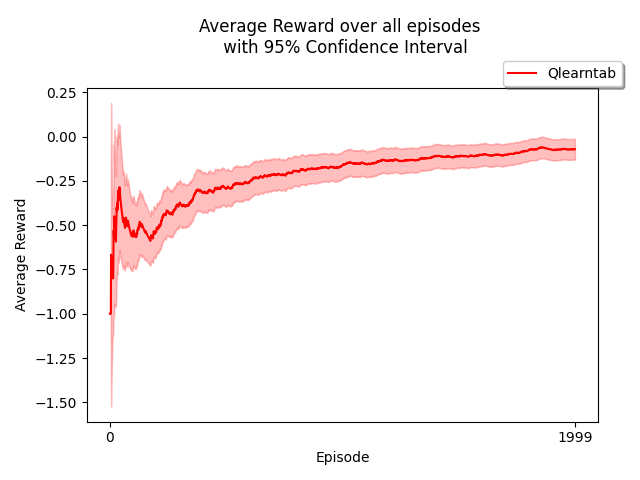 Average Reward over all episodes
with 95% Confidence Interval
Qlearntab
0.25
0.00
−0.25
−0.50
−0.75
−1.00
−1.25
−1.50
Average Reward
0
1999
Episode